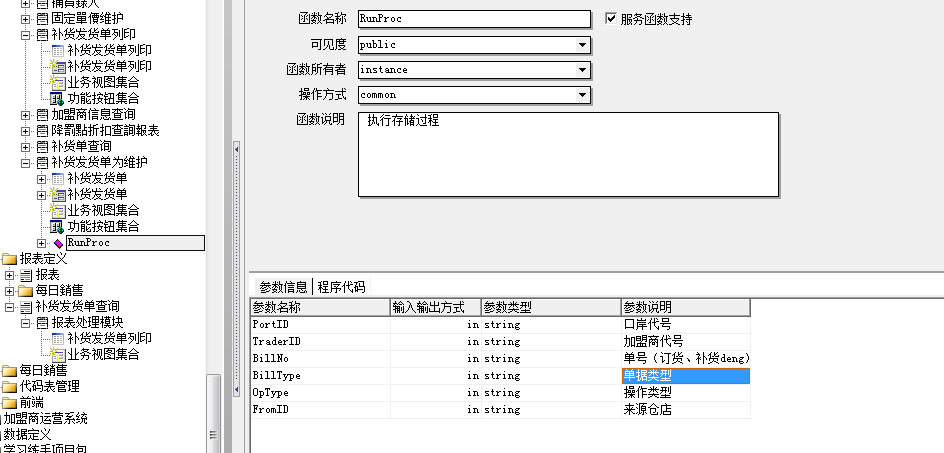 捅貨錄入
固定單價維护
补货发货单列印
补货发货单列印
补货发货单列印
业务视图集合
功能按钮集合
加盟商信息查询
降罰點折扣查詢報表
补货单查询
补货发货单为维护
补货发货单
补货发货单
业务视图集合
功能按钮集合
RunProc
报表定义
报表
每日銷售
补货发货单查询
报表处理模块
补货发货单列印
业务视图集合
每日銷售
代码表管理
前端
加盟商运营系统
数据定义
学习练手项目包
函数名称 RunProc 服务函数支持
可见度 public
函数所有者 instance
操作方式 common
函数说明 执行存储过程
参数信息 程序代码
参数名称 输入输出方式 参数类型 参数说明
PortID in string 口岸代号
TraderID in string 加盟商代号
BillNo in string 单号（订货、补货deng)
BillType in string 单据类型
OpType in string 操作类型
FromID in string 来源仓店